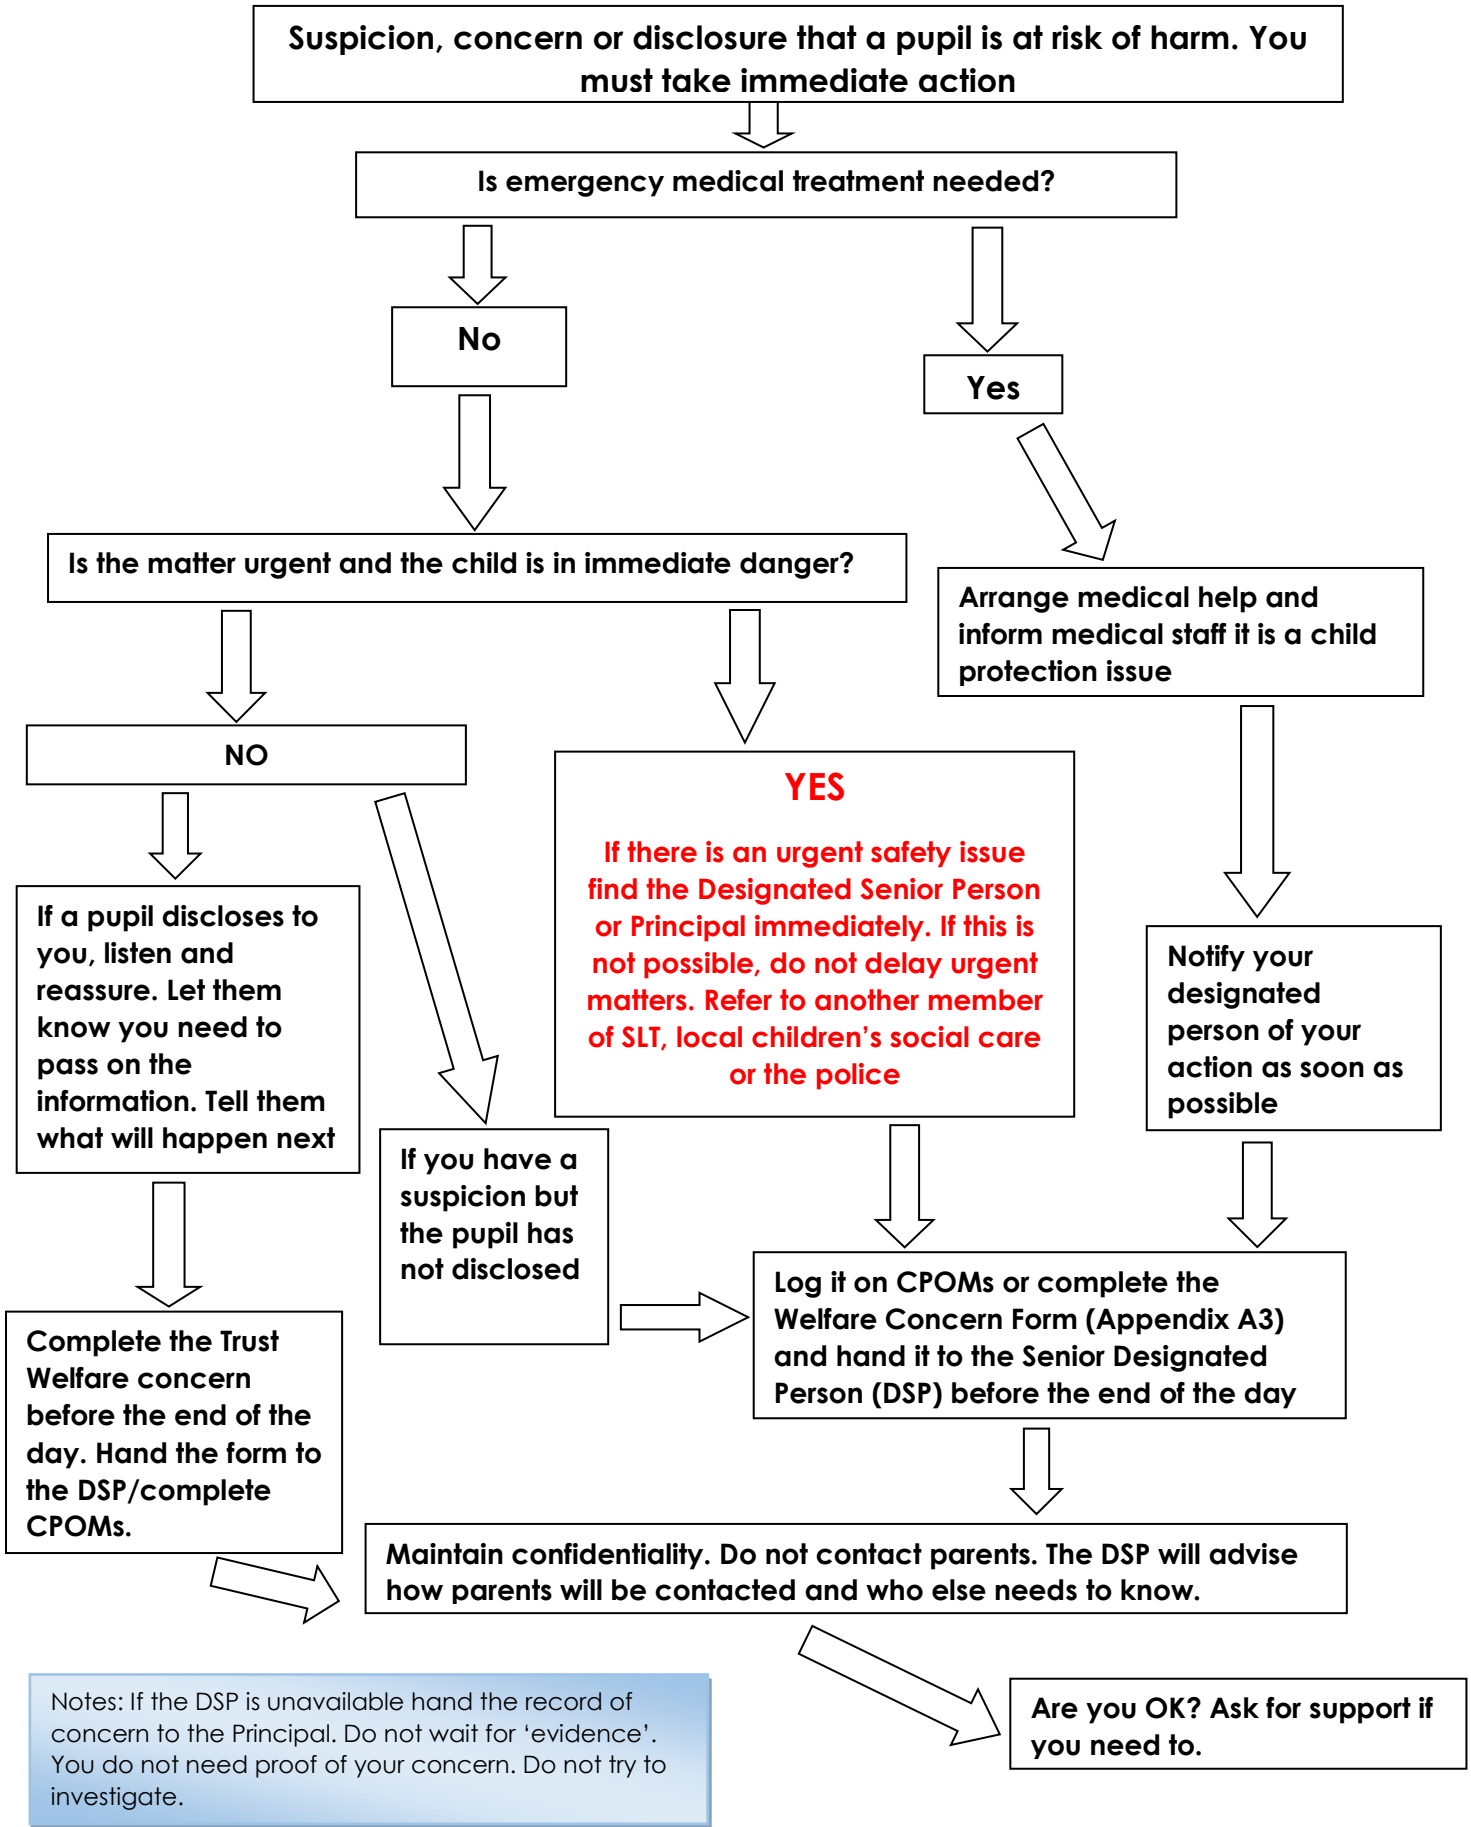 Suspicion, concern or disclosure that a pupil is at risk of harm. You
must take immediate action
Is emergency medical treatment needed?
No
Yes
Is the matter urgent and the child is in immediate danger?
Arrange medical help and
inform medical staff it is a child
protection issue
NO
YES
If there is an urgent safety issue
find the Designated Senior Person
or Principal immediately. If this is
not possible, do not delay urgent
matters. Refer to another member
of SLT, local children’s social care
or the police
If a pupil discloses to
you, listen and
reassure. Let them
know you need to
pass on the
information. Tell them
what will happen next
Notify your
designated
person of your
action as soon as
possible
If you have a
suspicion but
the pupil has
not disclosed
Log it on CPOMs or complete the
Welfare Concern Form (Appendix A3)
and hand it to the Senior Designated
Person (DSP) before the end of the day
Complete the Trust
Welfare concern
before the end of the
day. Hand the form to
the DSP/complete
CPOMs.
Maintain confidentiality. Do not contact parents. The DSP will advise
how parents will be contacted and who else needs to know.
Notes: If the DSP is unavailable hand the record of
concern to the Principal. Do not wait for ‘evidence’.
You do not need proof of your concern. Do not try to
investigate.
Are you OK? Ask for support if
you need to.